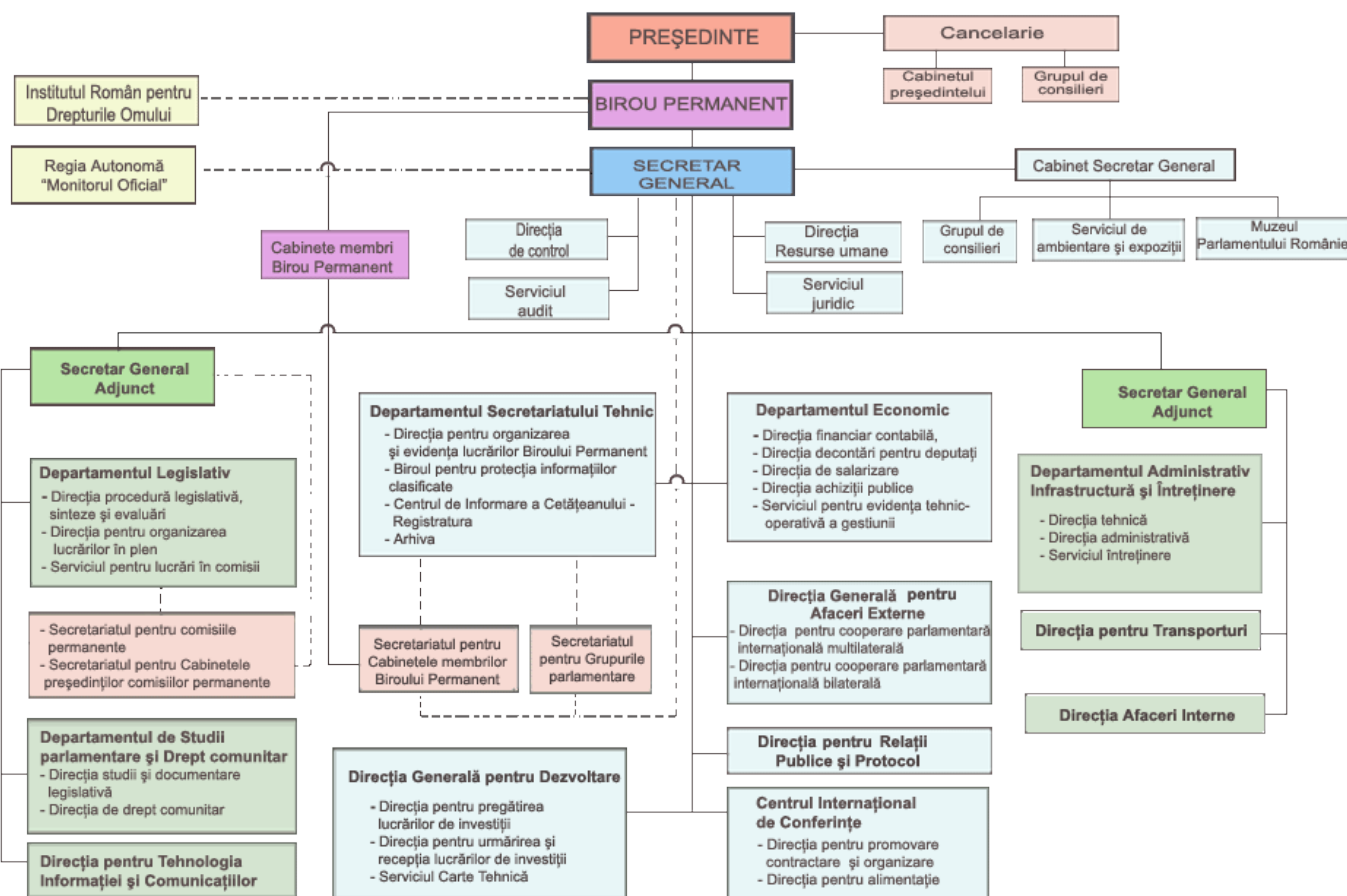 PREŞEDINTE
Cancelarie
Cabinetul
preşedintelui
Grupul de
consilieri
Institutul Român pentru
Drepturile Omului
BIROU PERMANENT
Regia Autonomă
“Monitorul Oficial”
SECRETAR
GENERAL
Cabinet Secretar General
Cabinete membri
Birou Permanent
Direcţia
de control
Direcţia
Resurse umane
Grupul de
consilieri
Serviciul de
ambientare şi expoziţii
Muzeul
Parlamentului Românie
Serviciul
audit
Serviciul
juridic
Secretar General
Adjunct
Secretar General
Adjunct
Departamentul Legislativ
- Direcţia procedură legislativă,
sinteze şi evaluări
- Direcţia pentru organizarea
lucrărilor în plen
- Serviciul pentru lucrări în comisii
- Secretariatul pentru comisiile
permanente
- Secretariatul pentru Cabinetele
preşedinţilor comisiilor permanente
Departamentul de Studii
parlamentare şi Drept comunitar
- Direcţia studii şi documentare
legislativă
- Direcţia de drept comunitar
Direcţia pentru Tehnologia
Informaţiei şi Comunicaţiilor
Departamentul Secretariatului Tehnic
- Direcţia pentru organizarea
şi evidenţa lucrărilor Biroului Permanent
- Biroul pentru protecţia informaţiilor
clasificate
- Centrul de Informare a Cetăţeanului -
Registratura
- Arhiva
Secretariatul pentru
Cabinetele membrilor
Biroului Permanent
Secretariatul
pentru Grupurile
parlamentare
Direcţia Generală pentru Dezvoltare
- Direcţia pentru pregătirea
lucrărilor de investiţii
- Direcţia pentru urmărirea şi
recepţia lucrărilor de investiţii
- Serviciul Carte Tehnică
Departamentul Economic
- Direcţia financiar contabilă,
- Direcţia decontări pentru deputaţi
- Direcţia de salarizare
- Direcţia achiziţii publice
- Serviciul pentru evidenţa tehnic-
operativă a gestiunii
Direcţia Generală pentru
Afaceri Externe
- Direcţia pentru cooperare parlamentară
internaţională multilaterală
- Direcţia pentru cooperare parlamentară
internaţională bilaterală
Direcţia pentru Relaţii
Publice şi Protocol
Centrul Internaţional
de Conferinţe
- Direcţia pentru promovare
contractare şi organizare
- Direcţia pentru alimentaţie
Departamentul Administrativ
Infrastructură şi Întreţinere
- Direcţia tehnică
- Direcţia administrativă
- Serviciul întreţinere
Direcţia pentru Transporturi
Direcţia Afaceri Interne